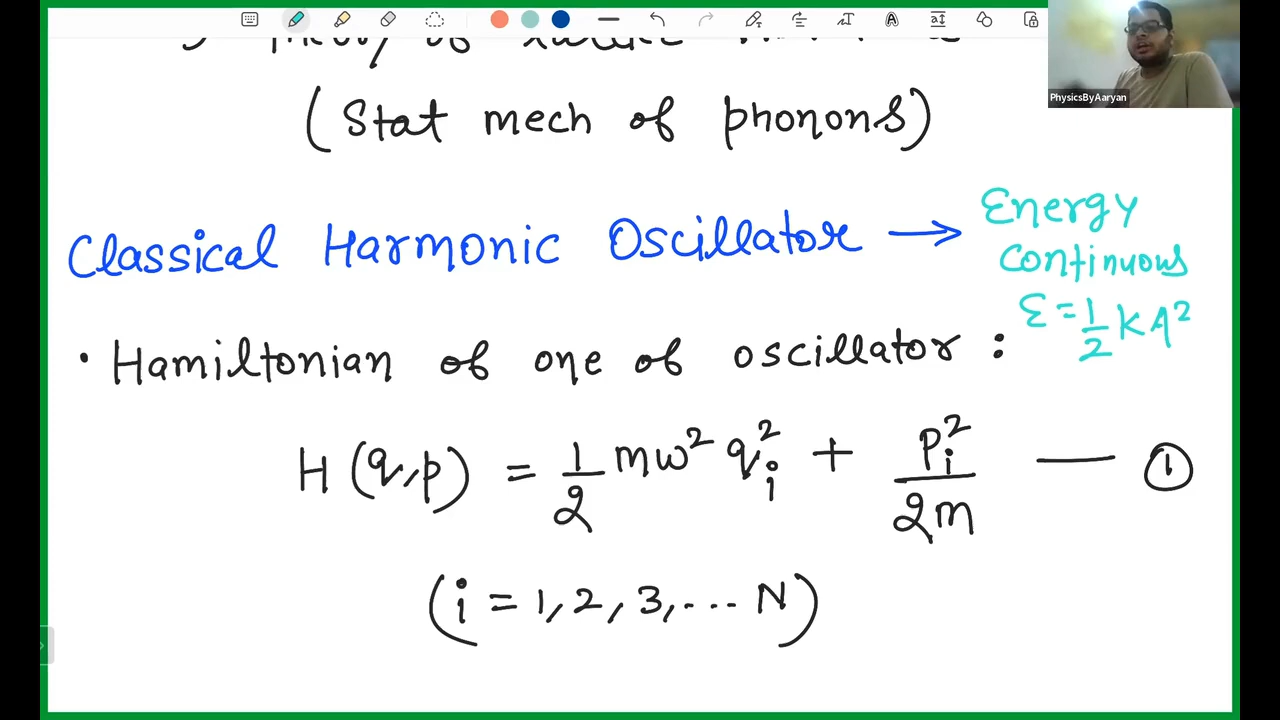 of
PhysicsByAaryan
(Stat mech of phonons)
Classical Harmonic Oscillator → Energy
continuous
ε = 1/2 KA²
• Hamiltonian of one of oscillator :
H(q,p) = 1/2 mω² qᵢ² + pᵢ²/2m — ①
(i = 1, 2, 3, ... N)